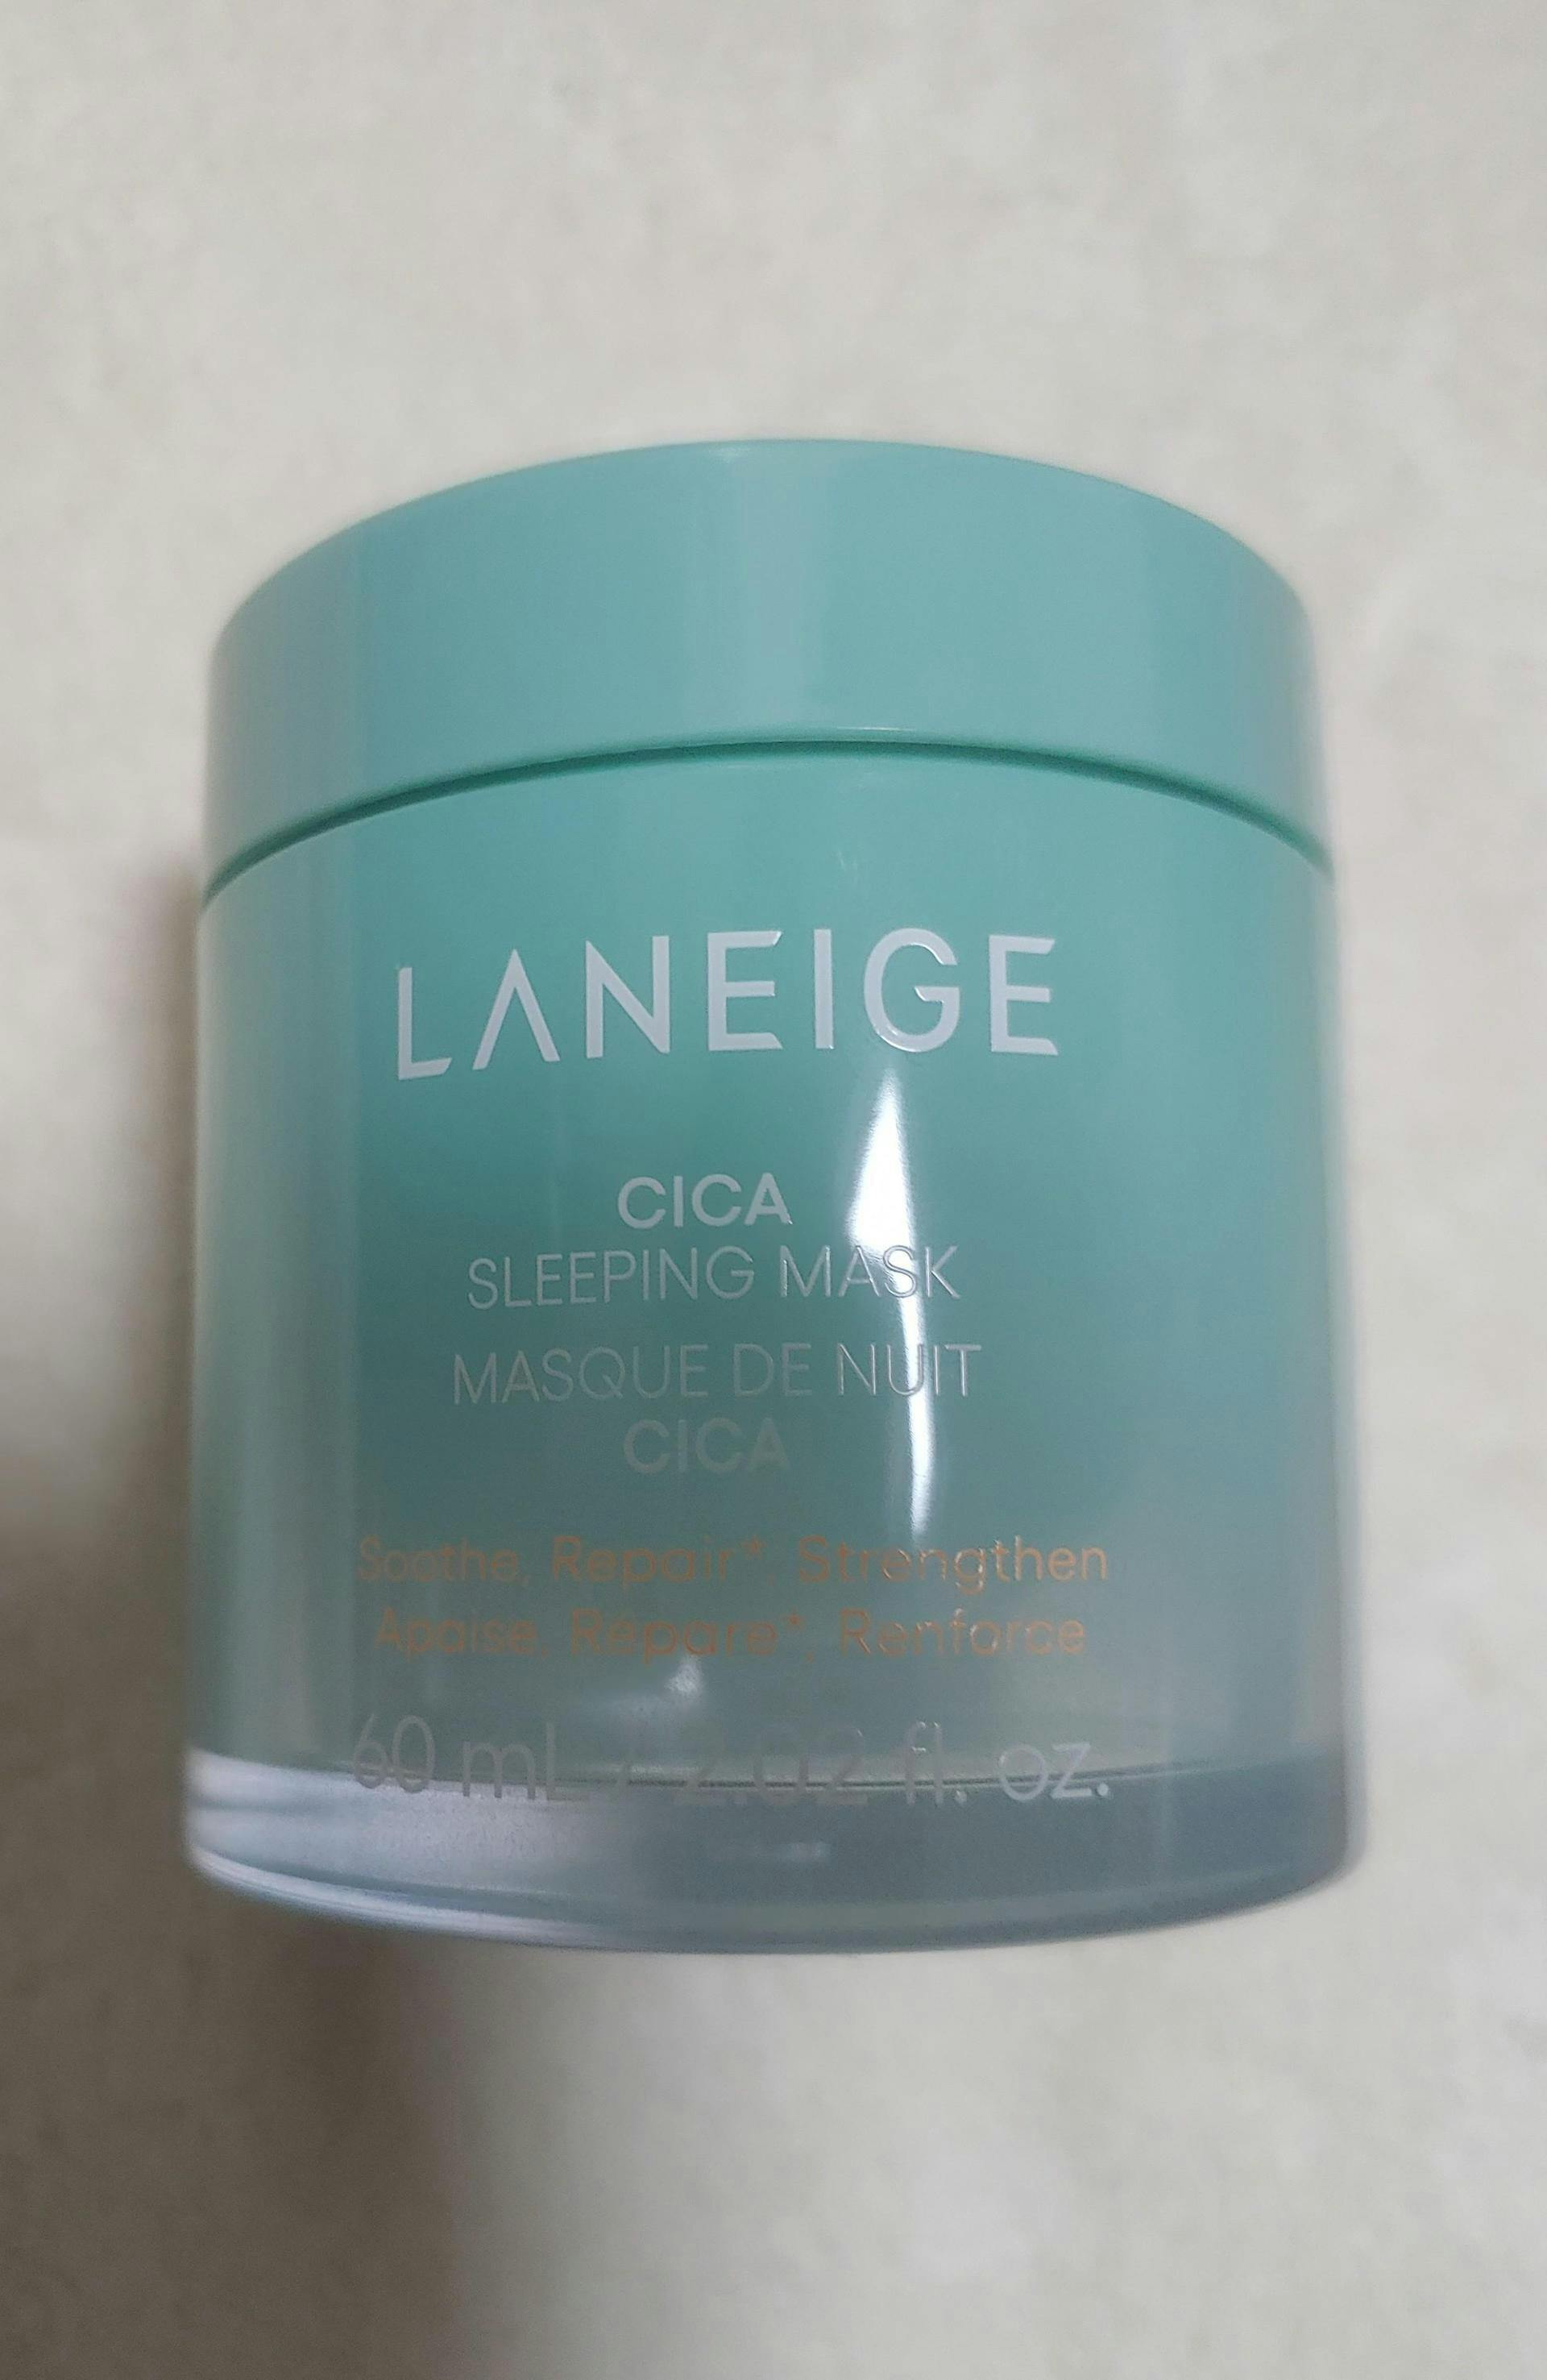 LANEIGE
CICA
SLEEPING MASK
MASQUE DE NUIT
CICA
Soothe, Repair*, Strengthen
Apaise, Répare*, Renforce
60 mL / 2.02 fl. oz.